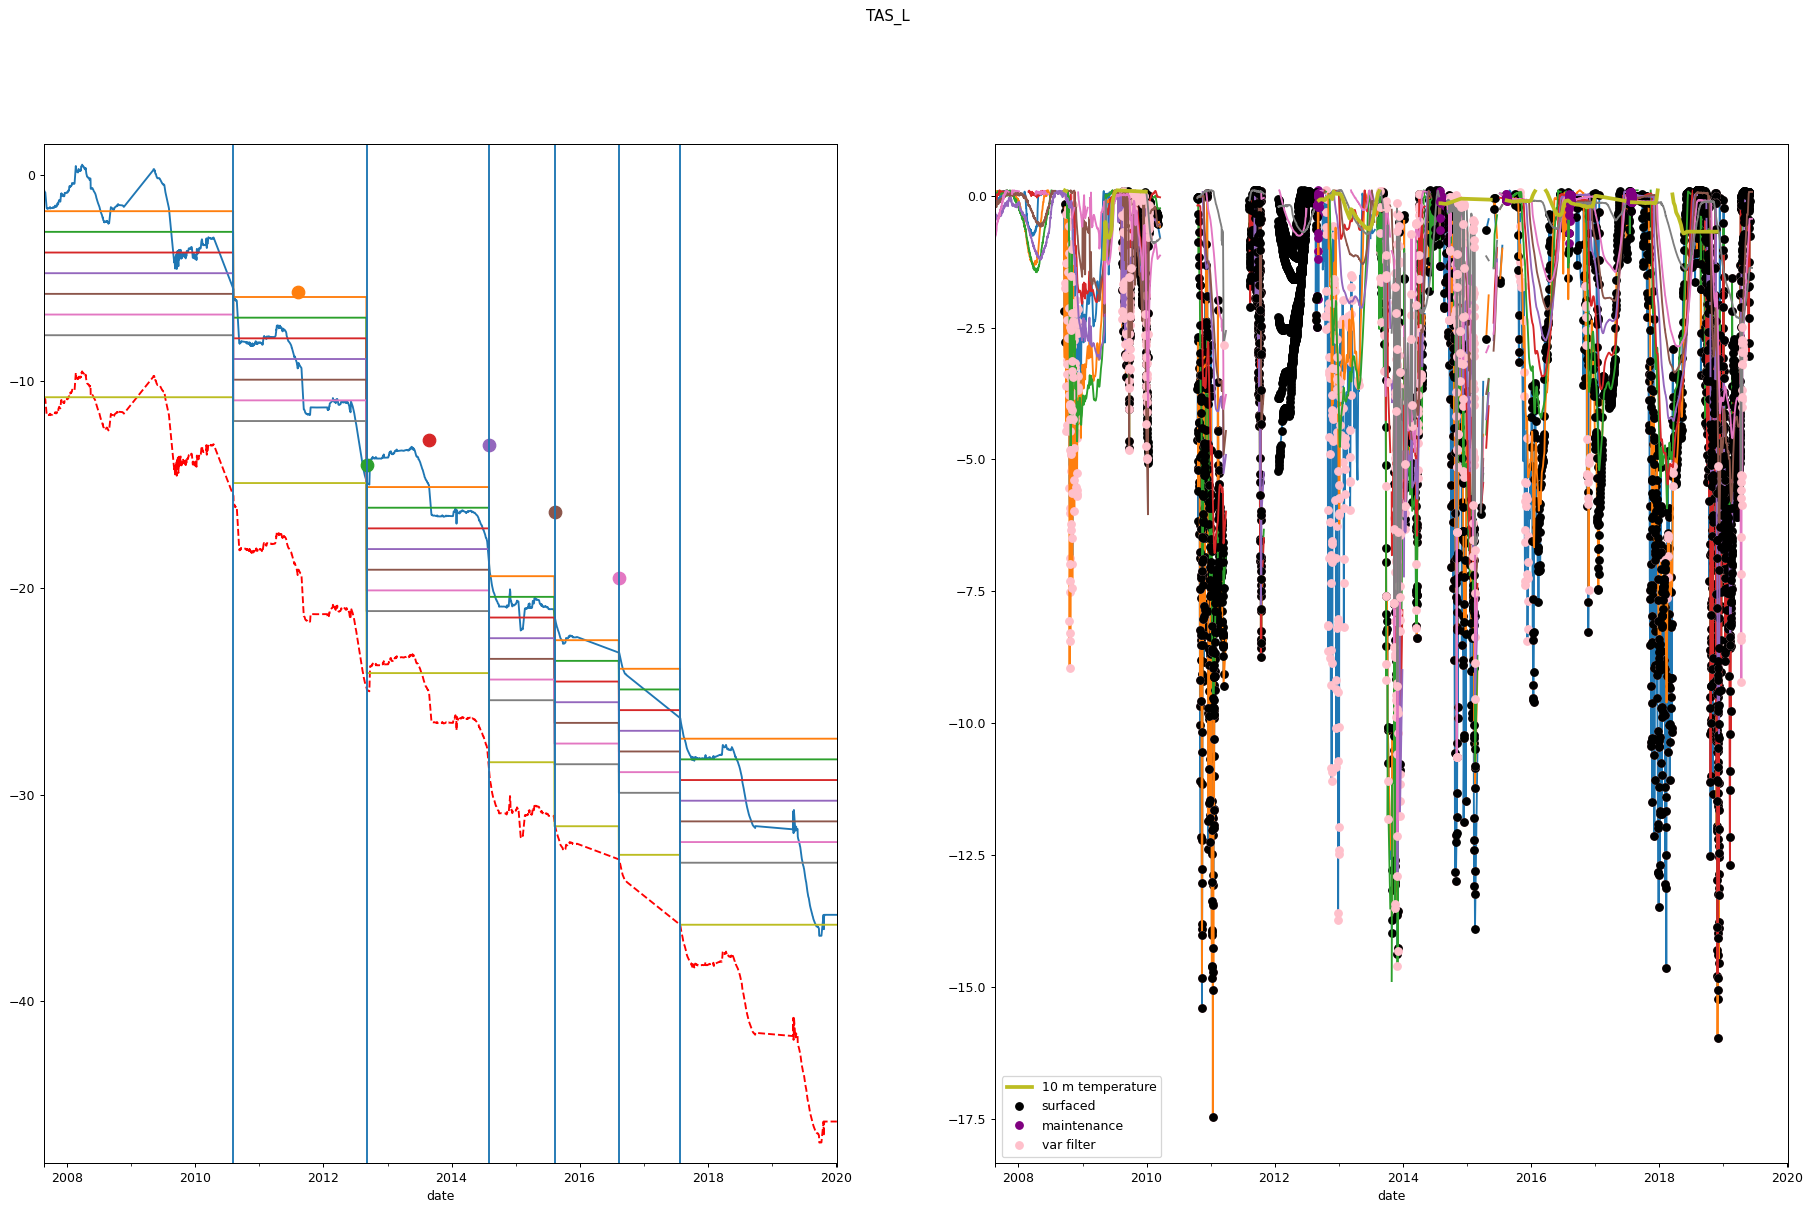 TAS_L
0
−10
−20
−30
−40
2008 2010 2012 2014 2016 2018 2020
date
0.0
−2.5
−5.0
−7.5
−10.0
−12.5
−15.0
−17.5
10 m temperature
surfaced
maintenance
var filter
2008 2010 2012 2014 2016 2018 2020
date